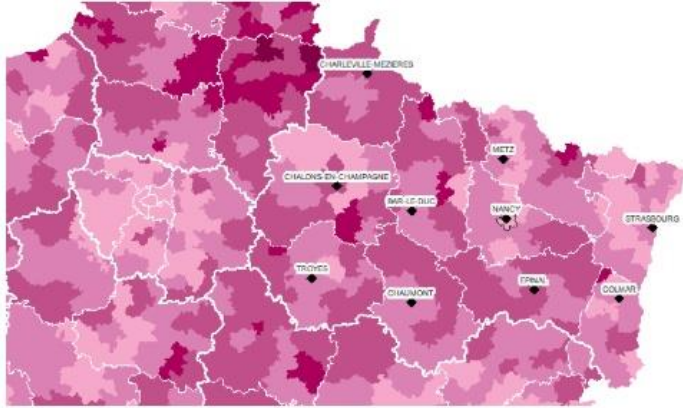 CHARLEVILLE-MEZIERES
METZ
CHALONS-EN-CHAMPAGNE
BAR-LE-DUC
NANCY
STRASBOURG
TROYES
EPINAL
CHAUMONT
COLMAR